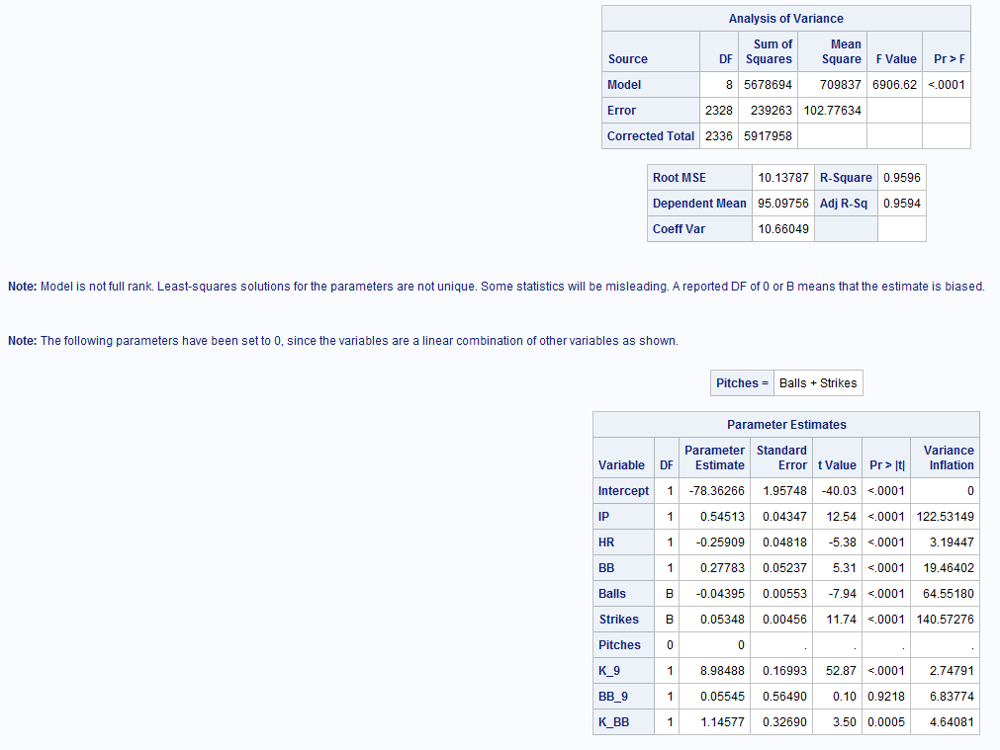 Analysis of Variance
Source DF Sum of Squares Mean Square F Value Pr > F
Model 8 5678694 709837 6906.62 <.0001
Error 2328 239263 102.77634
Corrected Total 2336 5917958
Root MSE 10.13787 R-Square 0.9596
Dependent Mean 95.09756 Adj R-Sq 0.9594
Coeff Var 10.66049
Note: Model is not full rank. Least-squares solutions for the parameters are not unique. Some statistics will be misleading. A reported DF of 0 or B means that the estimate is biased.
Note: The following parameters have been set to 0, since the variables are a linear combination of other variables as shown.
Pitches = Balls + Strikes
Parameter Estimates
Variable DF Parameter Estimate Standard Error t Value Pr > |t| Variance Inflation
Intercept 1 -78.36266 1.95748 -40.03 <.0001 0
IP 1 0.54513 0.04347 12.54 <.0001 122.53149
HR 1 -0.25909 0.04818 -5.38 <.0001 3.19447
BB 1 0.27783 0.05237 5.31 <.0001 19.46402
Balls B -0.04395 0.00553 -7.94 <.0001 64.55180
Strikes B 0.05348 0.00456 11.74 <.0001 140.57276
Pitches 0 0 . . . .
K_9 1 8.98488 0.16993 52.87 <.0001 2.74791
BB_9 1 0.05545 0.56490 0.10 0.9218 6.83774
K_BB 1 1.14577 0.32690 3.50 0.0005 4.64081